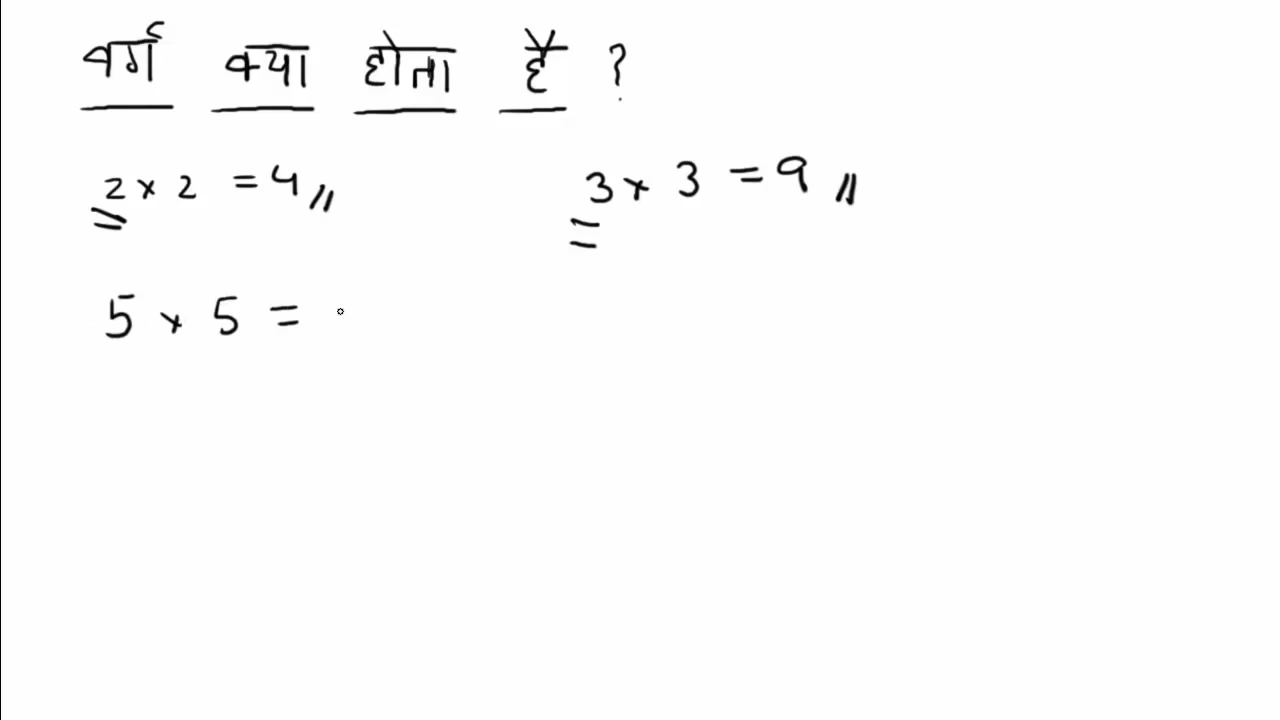 वर्ग क्या होता है ?
2 × 2 = 4 //     3 × 3 = 9 //
5 × 5 =